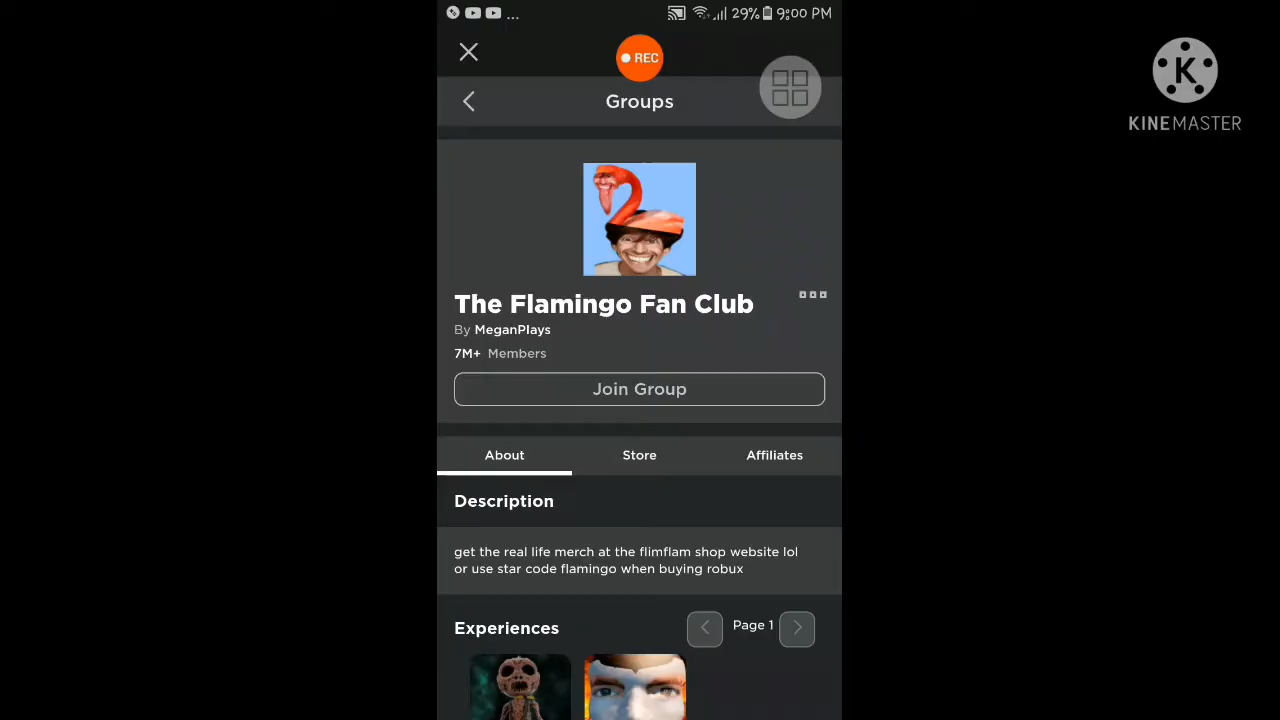 ... 29% 9:00 PM
REC
Groups
K
KINEMASTER
The Flamingo Fan Club
By MeganPlays
7M+ Members
Join Group
About Store Affiliates
Description
get the real life merch at the flimflam shop website lol
or use star code flamingo when buying robux
Experiences Page 1